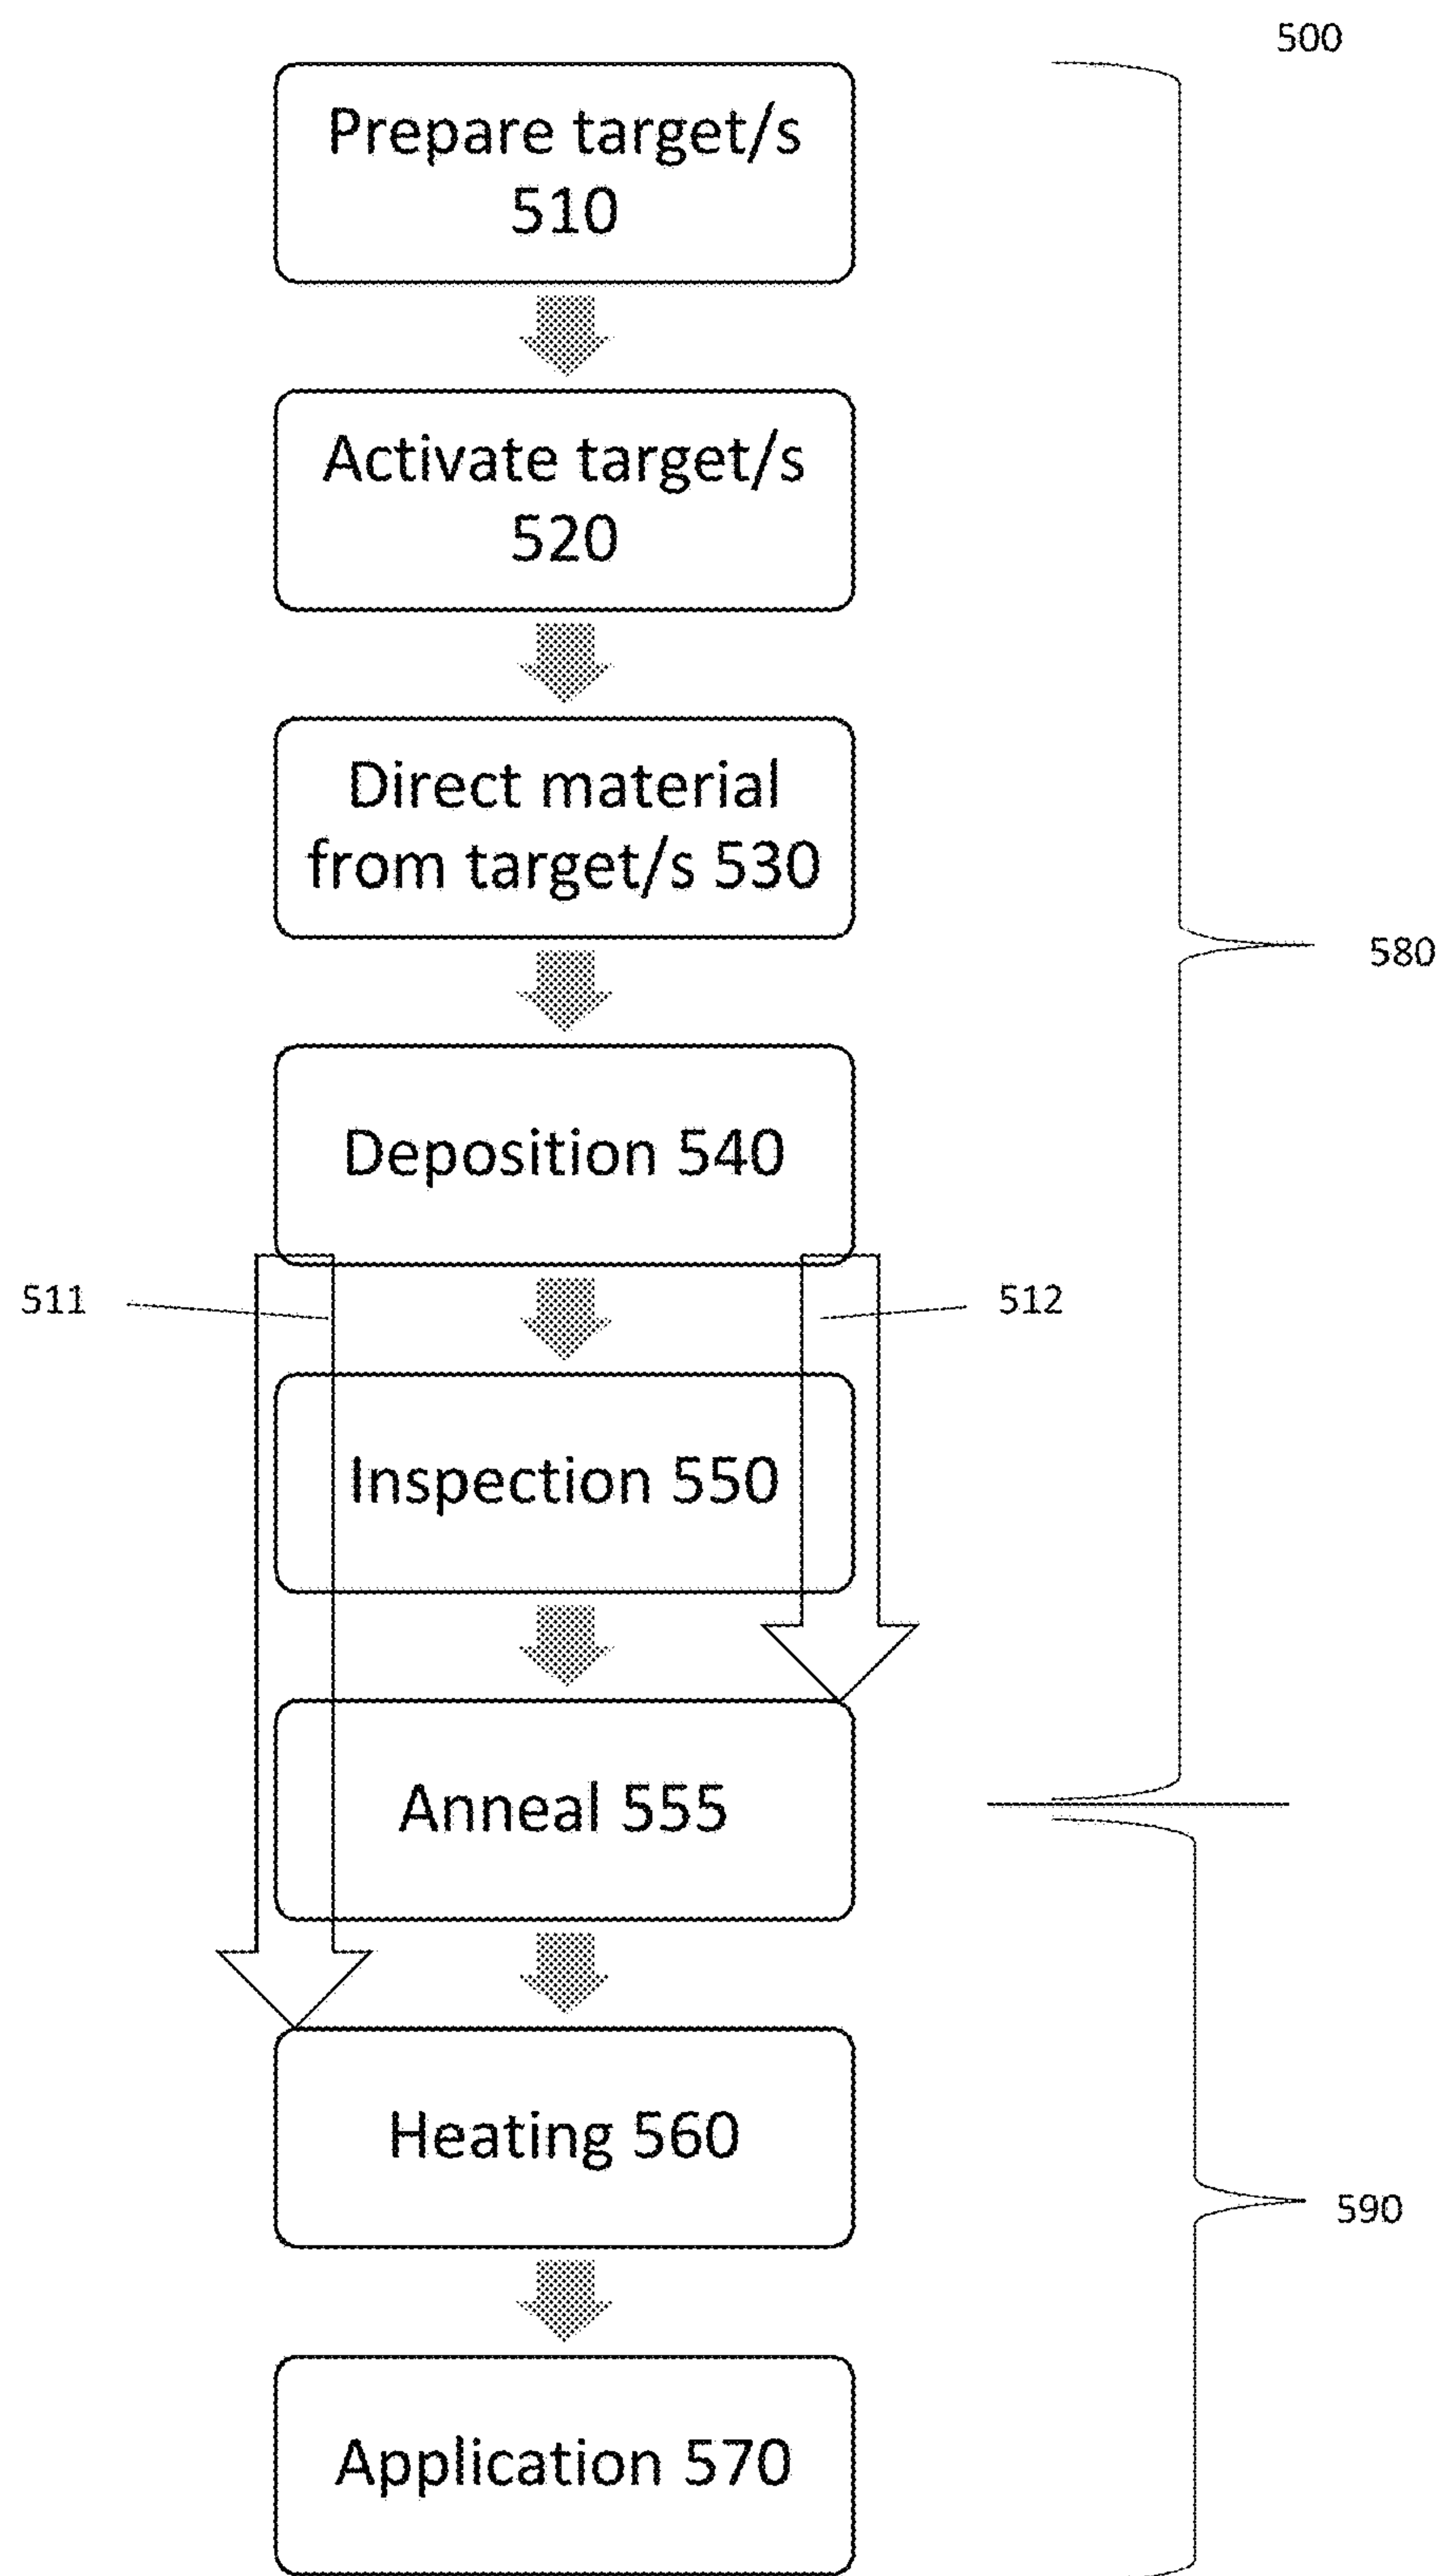 500
Prepare target/s
510
Activate target/s
520
Direct material
from target/s 530
580
Deposition 540
511
512
Inspection 550
Anneal 555
Heating 560
590
Application 570